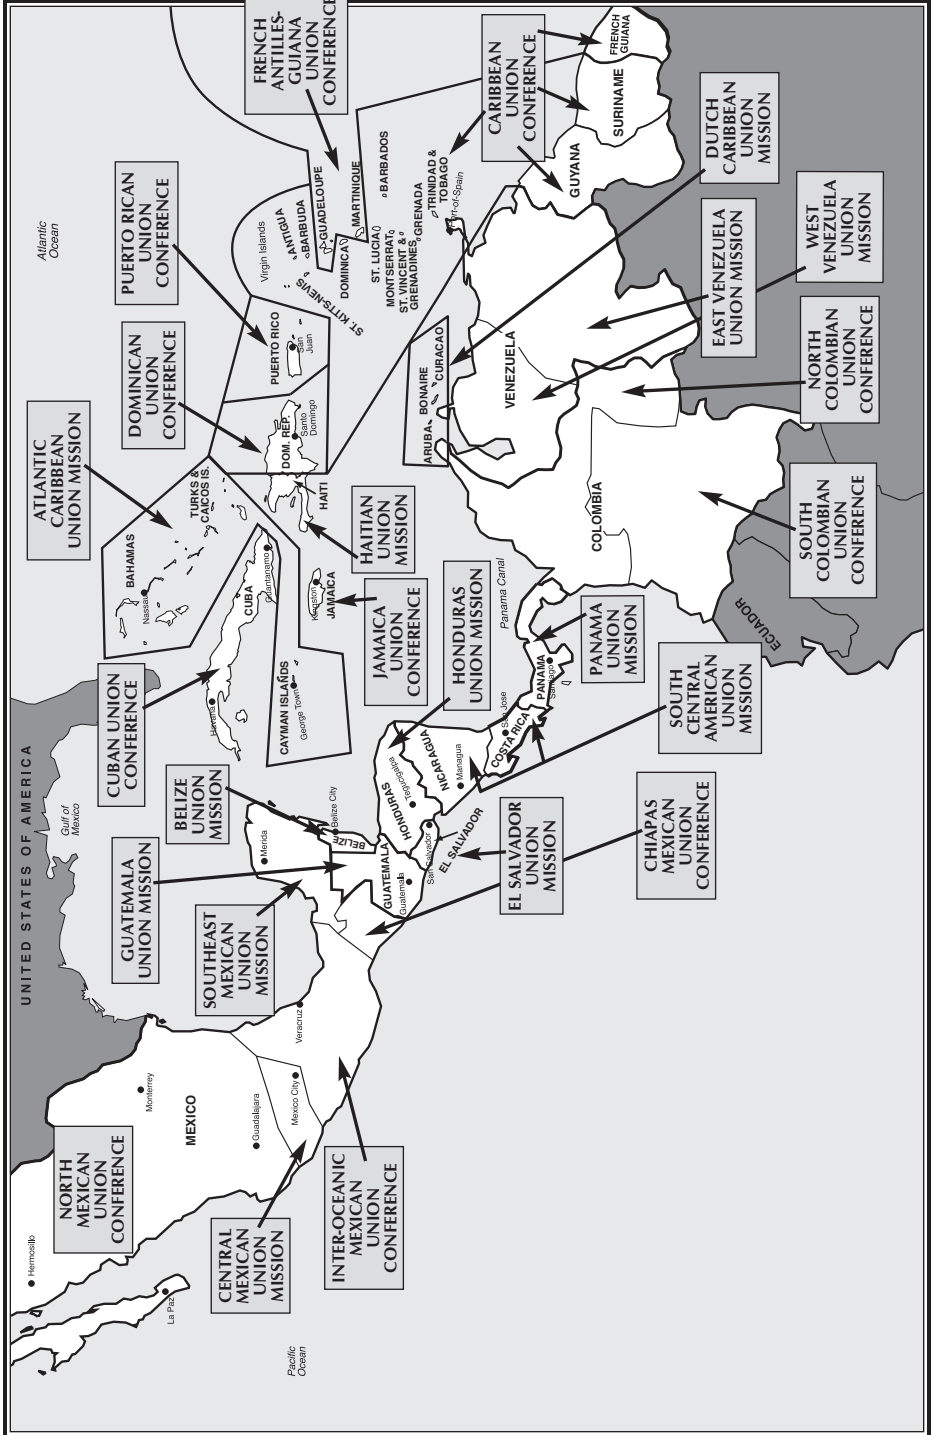 UNITED STATES OF AMERICA
Gulf of
Mexico
Atlantic
Ocean
Pacific
Ocean
NORTH
MEXICAN
UNION
CONFERENCE
CENTRAL
MEXICAN
UNION
MISSION
INTER-OCEANIC
MEXICAN
UNION
CONFERENCE
SOUTHEAST
MEXICAN
UNION
MISSION
GUATEMALA
UNION MISSION
BELIZE
UNION
MISSION
CUBAN UNION
CONFERENCE
ATLANTIC
CARIBBEAN
UNION MISSION
DOMINICAN
UNION
CONFERENCE
PUERTO RICAN
UNION
CONFERENCE
FRENCH
ANTILLES-
GUIANA
UNION
CONFERENCE
CARIBBEAN
UNION
CONFERENCE
DUTCH
CARIBBEAN
UNION
MISSION
EAST VENEZUELA
UNION MISSION
WEST
VENEZUELA
UNION
MISSION
NORTH
COLOMBIAN
UNION
CONFERENCE
SOUTH
COLOMBIAN
UNION
CONFERENCE
HAITIAN
UNION
MISSION
JAMAICA
UNION
CONFERENCE
HONDURAS
UNION MISSION
PANAMA
UNION
MISSION
SOUTH
CENTRAL
AMERICAN
UNION
MISSION
EL SALVADOR
UNION
MISSION
CHIAPAS
MEXICAN
UNION
CONFERENCE
Hermosillo
La Paz
Monterrey
MEXICO
Guadalajara
Mexico City
Veracruz
Merida
BELIZE
Belize City
GUATEMALA
Guatemala
San Salvador
EL SALVADOR
HONDURAS
Tegucigalpa
NICARAGUA
Managua
COSTA RICA
San Jose
PANAMA
Santiago
Panama Canal
Havana
CUBA
Guantanamo
CAYMAN ISLANDS
George Town
Kingston
JAMAICA
BAHAMAS
Nassau
TURKS &
CAICOS IS.
HAITI
DOM. REP.
Santo
Domingo
PUERTO RICO
San
Juan
Virgin Islands
ST. KITTS-NEVIS
ANTIGUA
BARBUDA
GUADELOUPE
DOMINICA
MARTINIQUE
ST. LUCIA
MONTSERRAT
ST. VINCENT &
GRENADINES
BARBADOS
GRENADA
TRINIDAD &
TOBAGO
Port-of-Spain
ARUBA
BONAIRE
CURACAO
VENEZUELA
COLOMBIA
ECUADOR
GUYANA
SURINAME
FRENCH
GUIANA